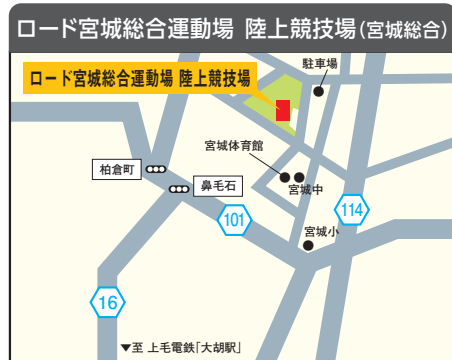 ロード宮城総合運動場 陸上競技場(宮城総合)
駐車場
ロード宮城総合運動場 陸上競技場
宮城体育館
柏倉町
鼻毛石
宮城中
114
101
宮城小
16
▼至 上毛電鉄「大胡駅」